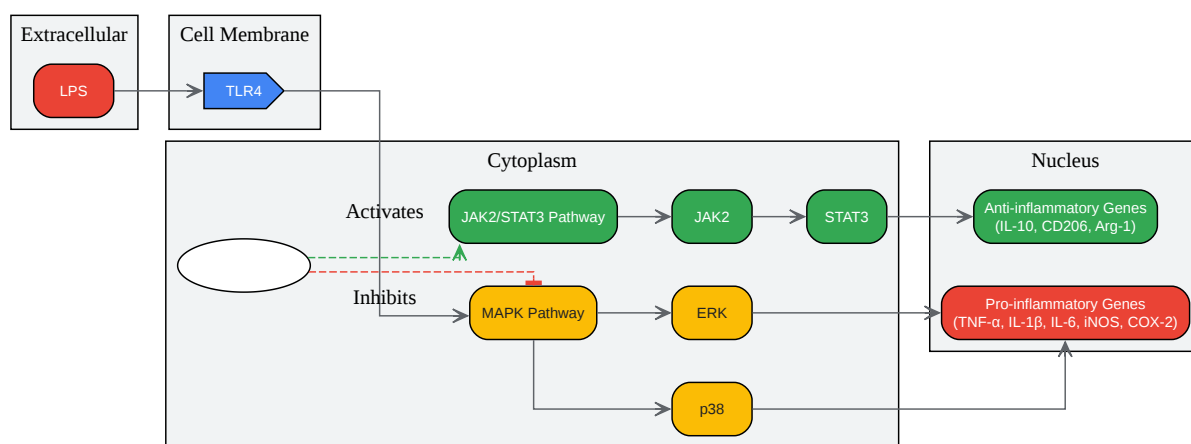 Extracellular
Cell Membrane
LPS
TLR4
Cytoplasm
Nucleus
Activates
JAK2/STAT3 Pathway
JAK2
STAT3
Anti-inflammatory Genes
(IL-10, CD206, Arg-1)
Inhibits
MAPK Pathway
ERK
Pro-inflammatory Genes
(TNF-α, IL-1β, IL-6, iNOS, COX-2)
p38